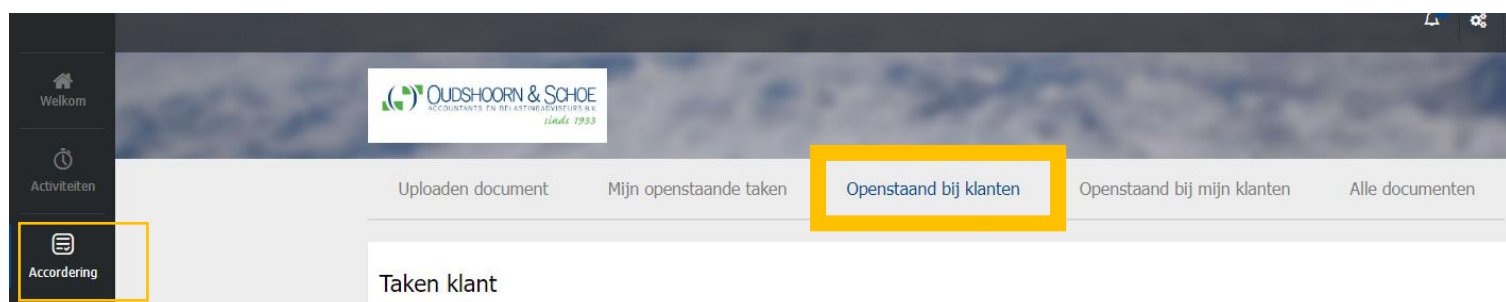 Welkom
Activiteiten
Accordering
OUDSHOORN & SCHOE
ACCOUNTANTS EN BELASTINGADVISEURS B.V.
sinds 1933
Uploaden document
Mijn openstaande taken
Openstaand bij klanten
Openstaand bij mijn klanten
Alle documenten
Taken klant